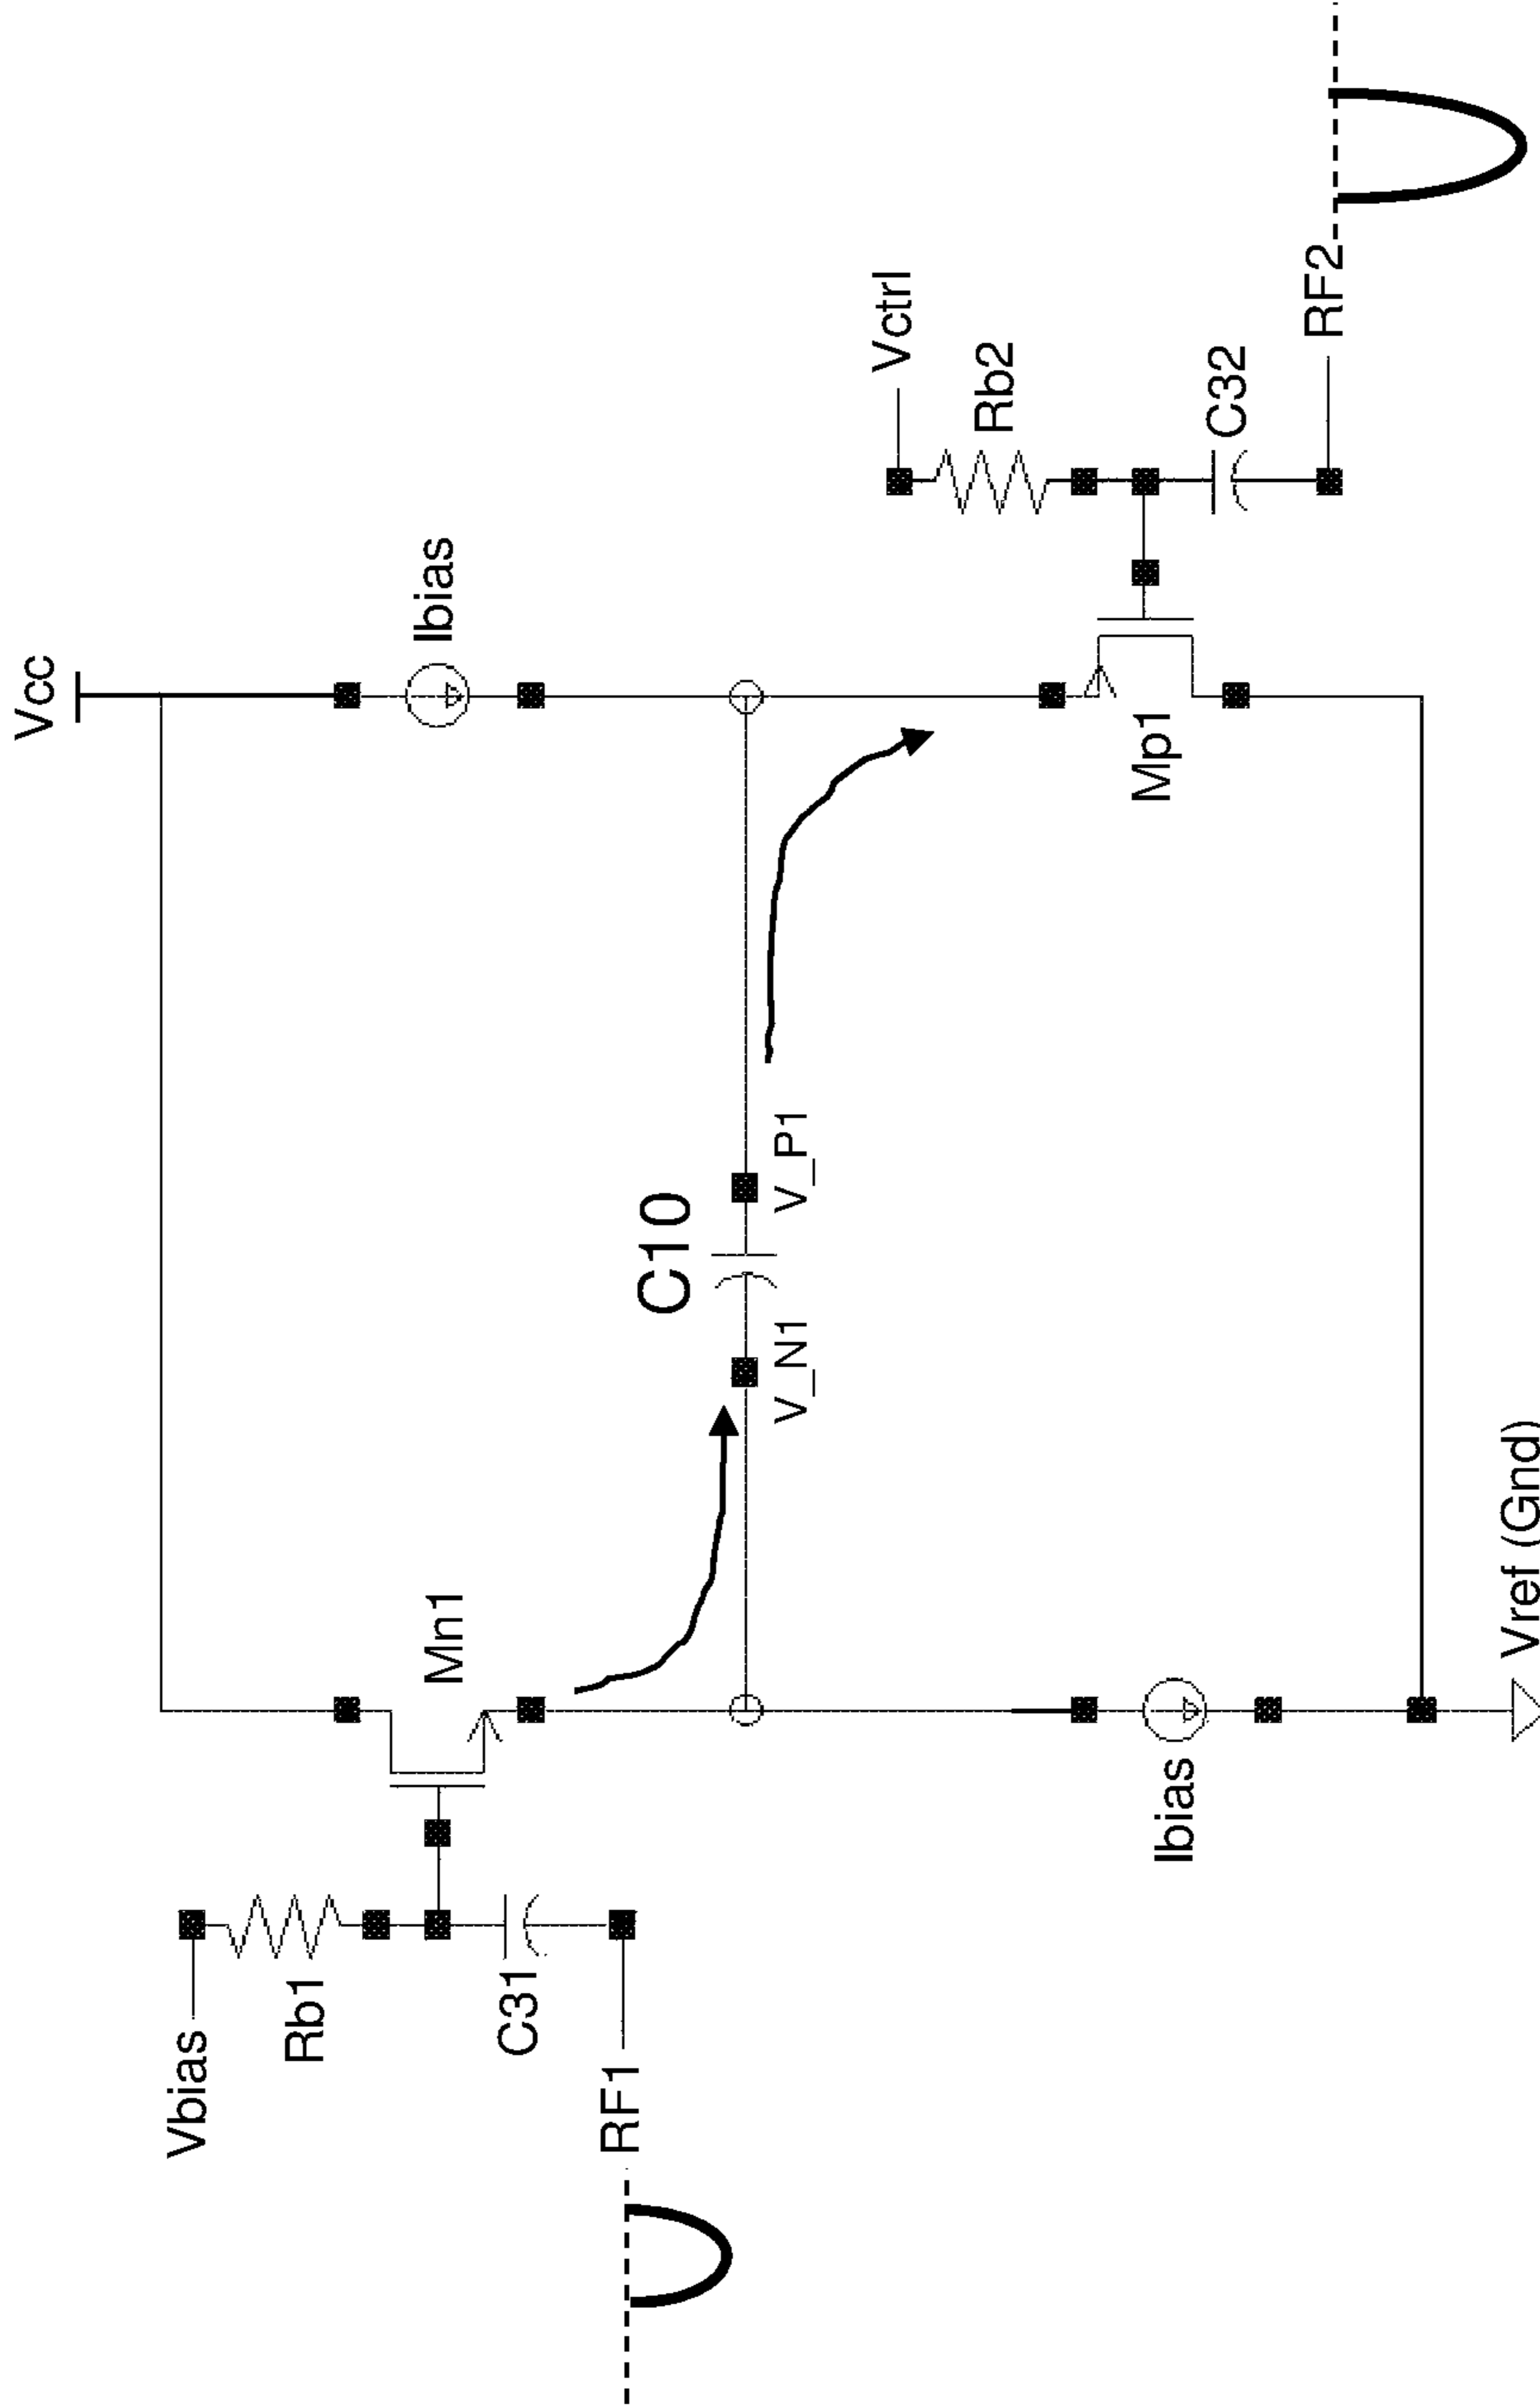 Vcc
Ibias
Vctrl
Rb2
C32
RF2
Mp1
C10
V_P1
V_N1
Mn1
Vbias
Rb1
C31
RF1
Ibias
Vref (Gnd)